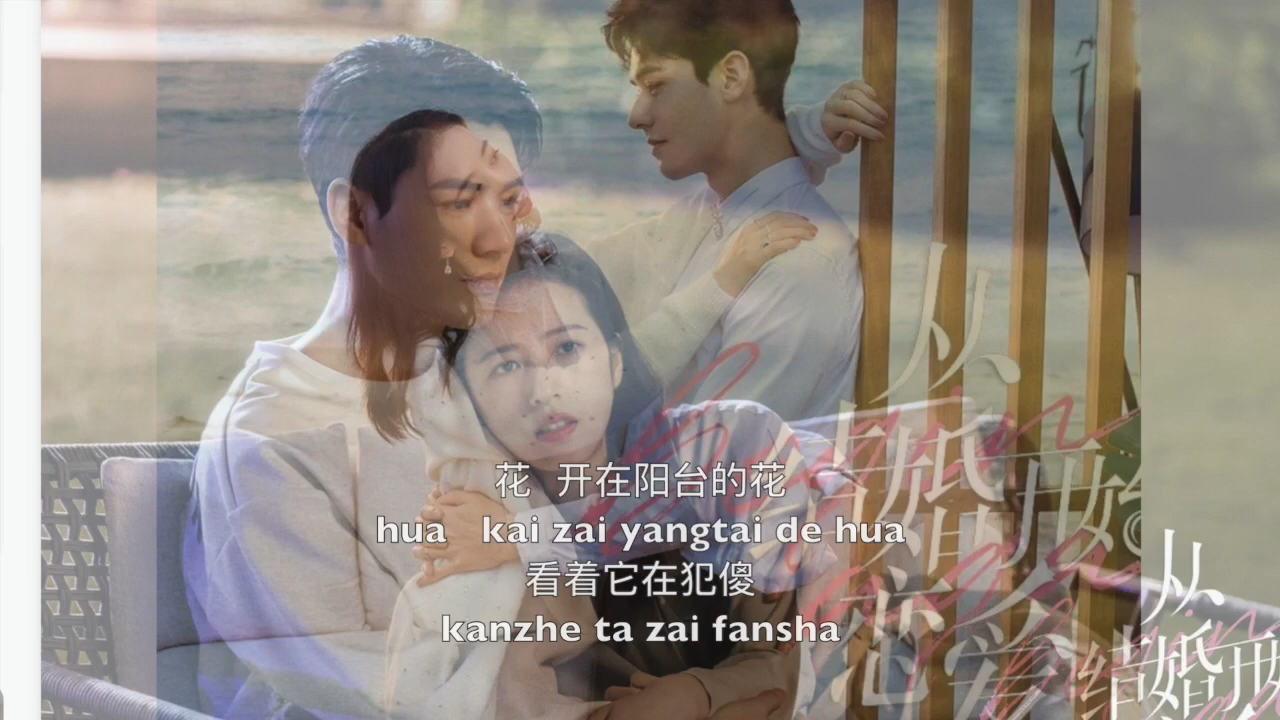 花 开在阳台的花
hua kai zai yangtai de hua
看着它在犯傻
kanzhe ta zai fansha
从
结婚开始
恋爱
从
结婚开